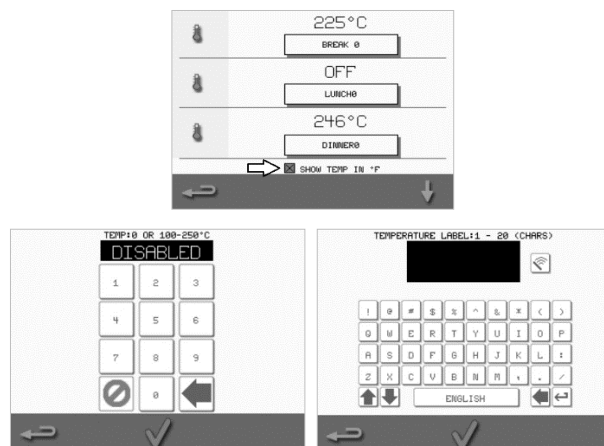 225°C
BREAK 0
OFF
LUNCH0
246°C
DINNER0
SHOW TEMP IN °F
TEMP:0 OR 100-250°C
DISABLED
1 2 3
4 5 6
7 8 9
0
TEMPERATURE LABEL:1 - 20 (CHARS)
! @ # $ % ^ & * ( )
Q W E R T Y U I O P
A S D F G H J K L :
Z X C V B N M , . /
ENGLISH